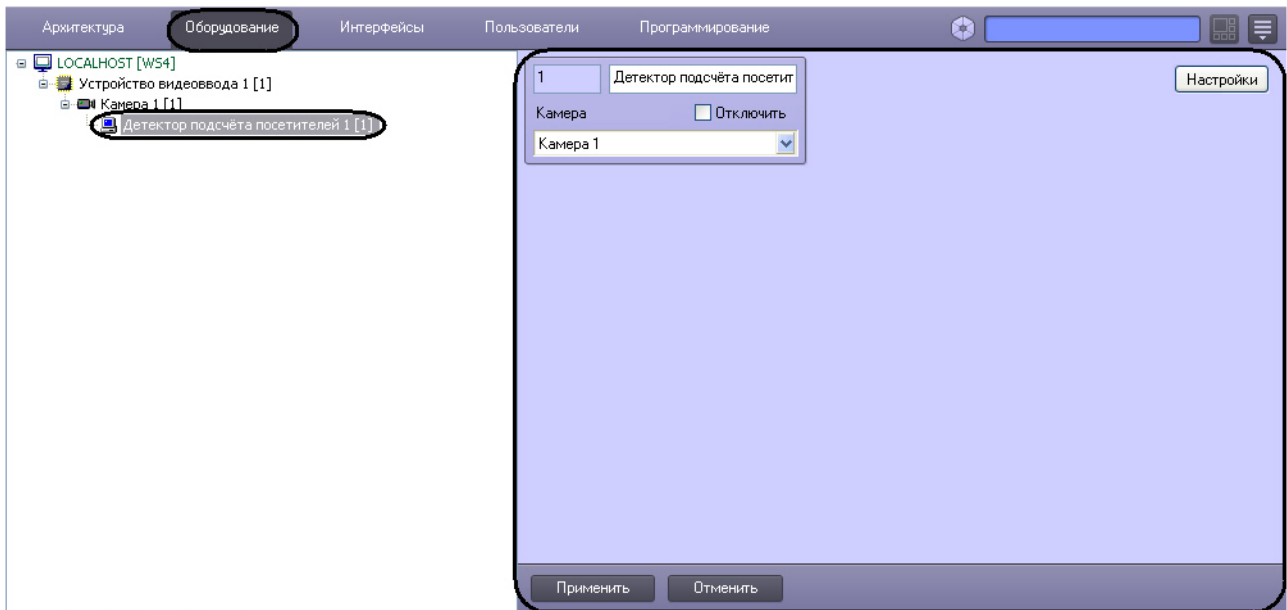 Архитектура Оборудование Интерфейсы Пользователи Программирование
LOCALHOST [WS4]
Устройство видеоввода 1 [1]
Камера 1 [1]
Детектор подсчёта посетителей 1 [1]
1 Детектор подсчёта посетит
Настройки
Камера Отключить
Камера 1
Применить Отменить